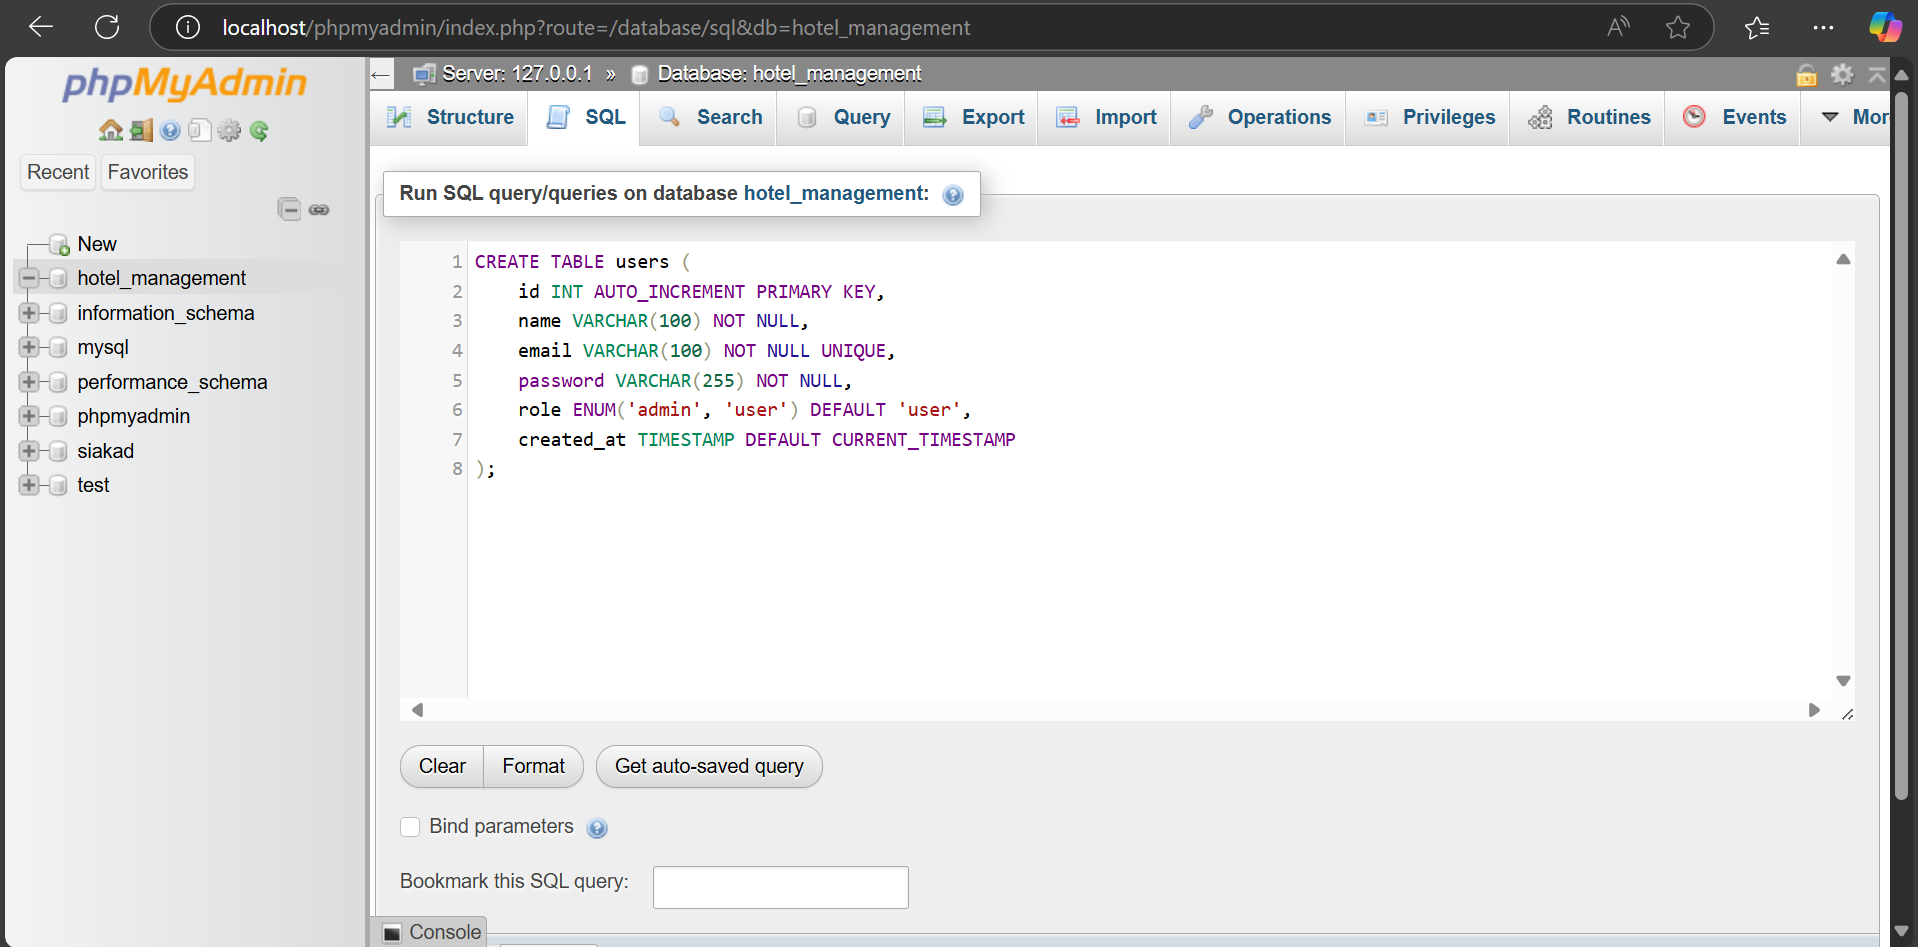 localhost/phpmyadmin/index.php?route=/database/sql&db=hotel_management
phpMyAdmin
Recent Favorites
New
hotel_management
information_schema
mysql
performance_schema
phpmyadmin
siakad
test
Server: 127.0.0.1 » Database: hotel_management
Structure SQL Search Query Export Import Operations Privileges Routines Events Mor
Run SQL query/queries on database hotel_management:
1 CREATE TABLE users (
2 id INT AUTO_INCREMENT PRIMARY KEY,
3 name VARCHAR(100) NOT NULL,
4 email VARCHAR(100) NOT NULL UNIQUE,
5 password VARCHAR(255) NOT NULL,
6 role ENUM('admin', 'user') DEFAULT 'user',
7 created_at TIMESTAMP DEFAULT CURRENT_TIMESTAMP
8 );
Clear Format Get auto-saved query
Bind parameters
Bookmark this SQL query:
Console